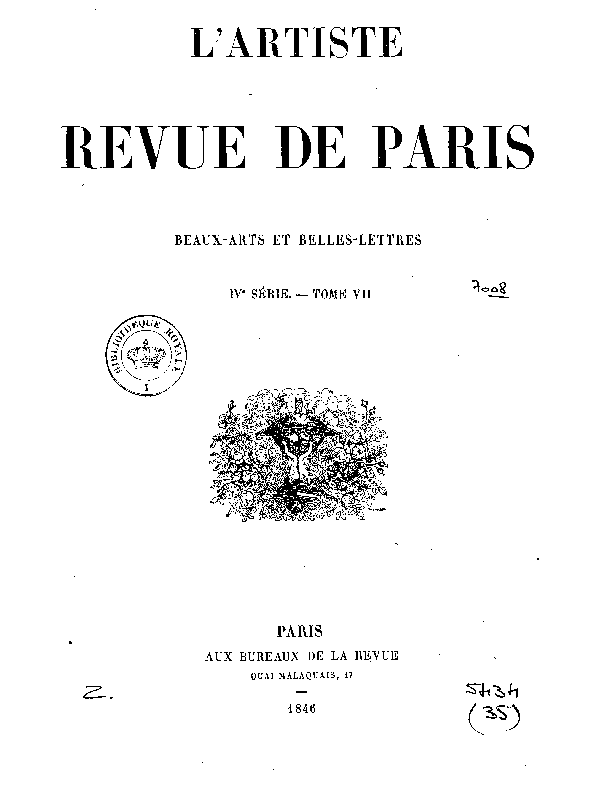 L'ARTISTE
REVUE DE PARIS
BEAUX-ARTS ET BELLES-LETTRES
IVᵉ SÉRIE. — TOME VII
7008
BIBLIOTHEQUE ROYALE
I
PARIS
AUX BUREAUX DE LA REVUE
QUAI MALAQUAIS, 17
1846
Z.
5434
(35)